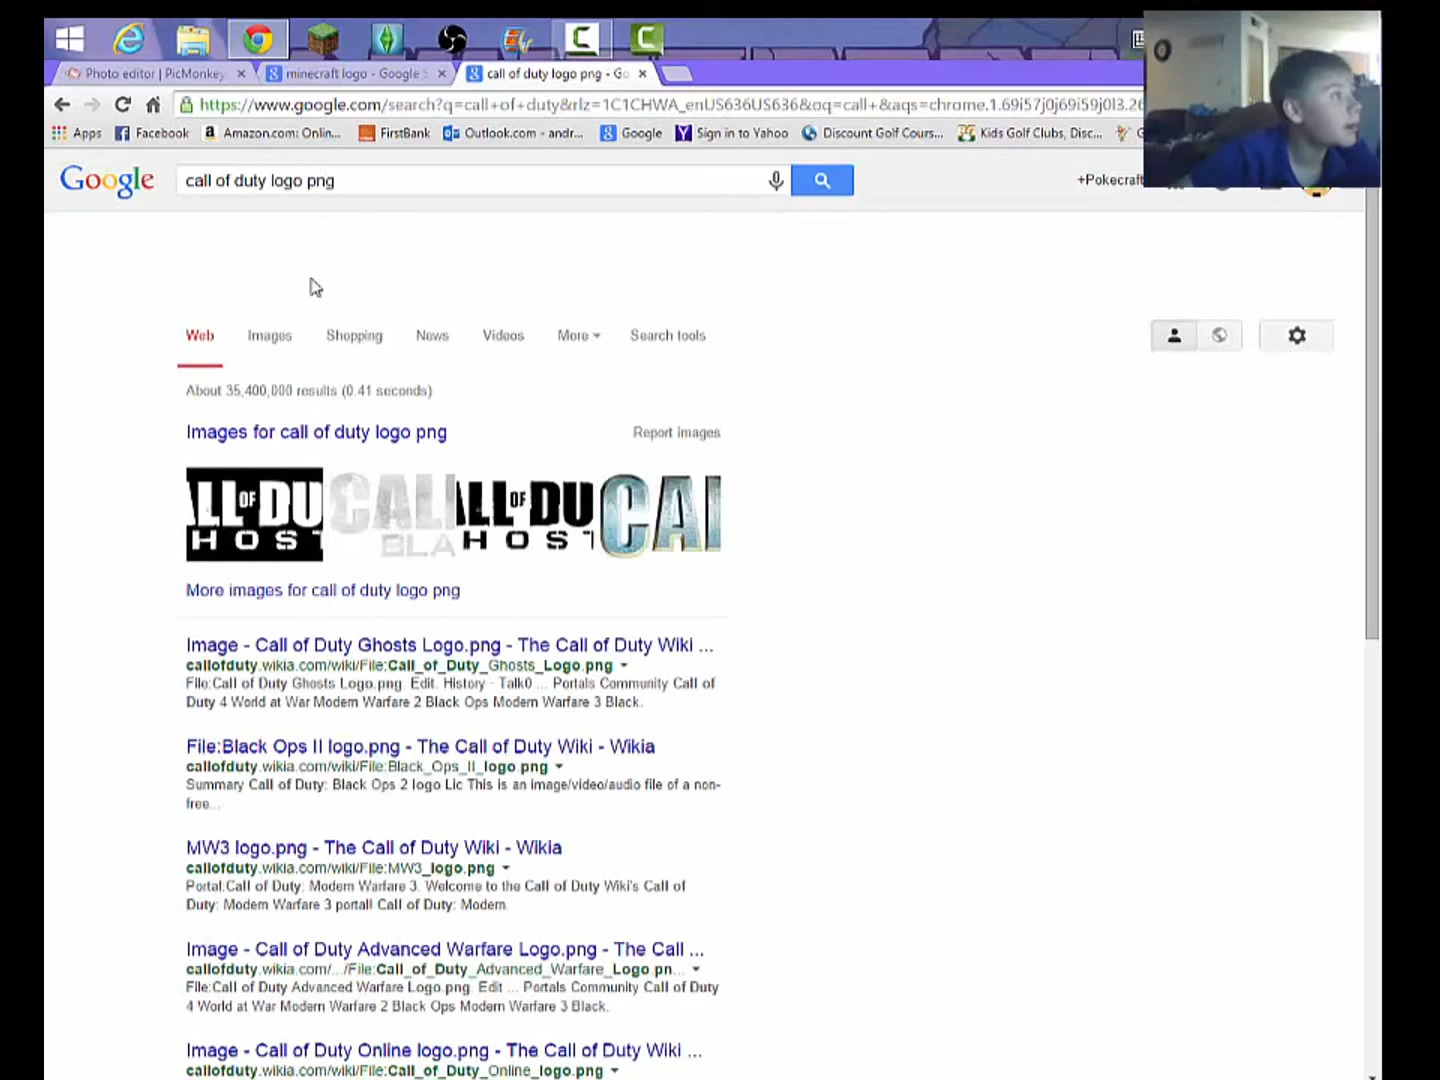 Photo editor | PicMonkey
minecraft logo - Google S
call of duty logo png - Go
https://www.google.com/search?q=call+of+duty&rlz=1C1CHWA_enUS636US636&oq=call+&aqs=chrome.1.69i57j0j69i59j0l3.26
Apps
Facebook
Amazon.com: Onlin...
FirstBank
Outlook.com - andr...
Google
Sign in to Yahoo
Discount Golf Cours...
Kids Golf Clubs, Disc...
Google
call of duty logo png
+Pokecraft
Web
Images
Shopping
News
Videos
More
Search tools
About 35,400,000 results (0.41 seconds)
Images for call of duty logo png
Report images
ALL OF DU
HOST
CALL
BLA
ALL OF DU
HOS
CAL
More images for call of duty logo png
Image - Call of Duty Ghosts Logo.png - The Call of Duty Wiki ...
callofduty.wikia.com/wiki/File:Call_of_Duty_Ghosts_Logo.png
File:Call of Duty Ghosts Logo.png. Edit. History · Talk0 ... Portals Community Call of
Duty 4 World at War Modern Warfare 2 Black Ops Modern Warfare 3 Black.
File:Black Ops II logo.png - The Call of Duty Wiki - Wikia
callofduty.wikia.com/wiki/File:Black_Ops_II_logo.png
Summary Call of Duty: Black Ops 2 logo Lic This is an image/video/audio file of a non-
free...
MW3 logo.png - The Call of Duty Wiki - Wikia
callofduty.wikia.com/wiki/File:MW3_logo.png
Portal:Call of Duty: Modern Warfare 3. Welcome to the Call of Duty Wiki's Call of
Duty: Modern Warfare 3 portal! Call of Duty: Modern
Image - Call of Duty Advanced Warfare Logo.png - The Call ...
callofduty.wikia.com/.../File:Call_of_Duty_Advanced_Warfare_Logo.pn...
File:Call of Duty Advanced Warfare Logo.png. Edit ... Portals Community Call of Duty
4 World at War Modern Warfare 2 Black Ops Modern Warfare 3 Black.
Image - Call of Duty Online logo.png - The Call of Duty Wiki ...
callofduty.wikia.com/wiki/File:Call_of_Duty_Online_logo.png